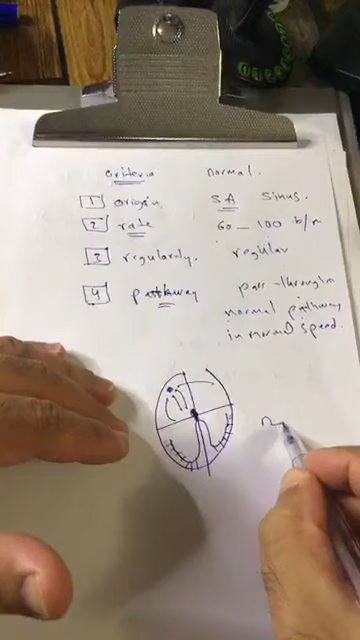 criteria normal.
1 origin SA Sinus.
2 rate 60 - 100 b/m
3 regularly. regular
4 pathway pass - through
normal pathway
in normal speed.